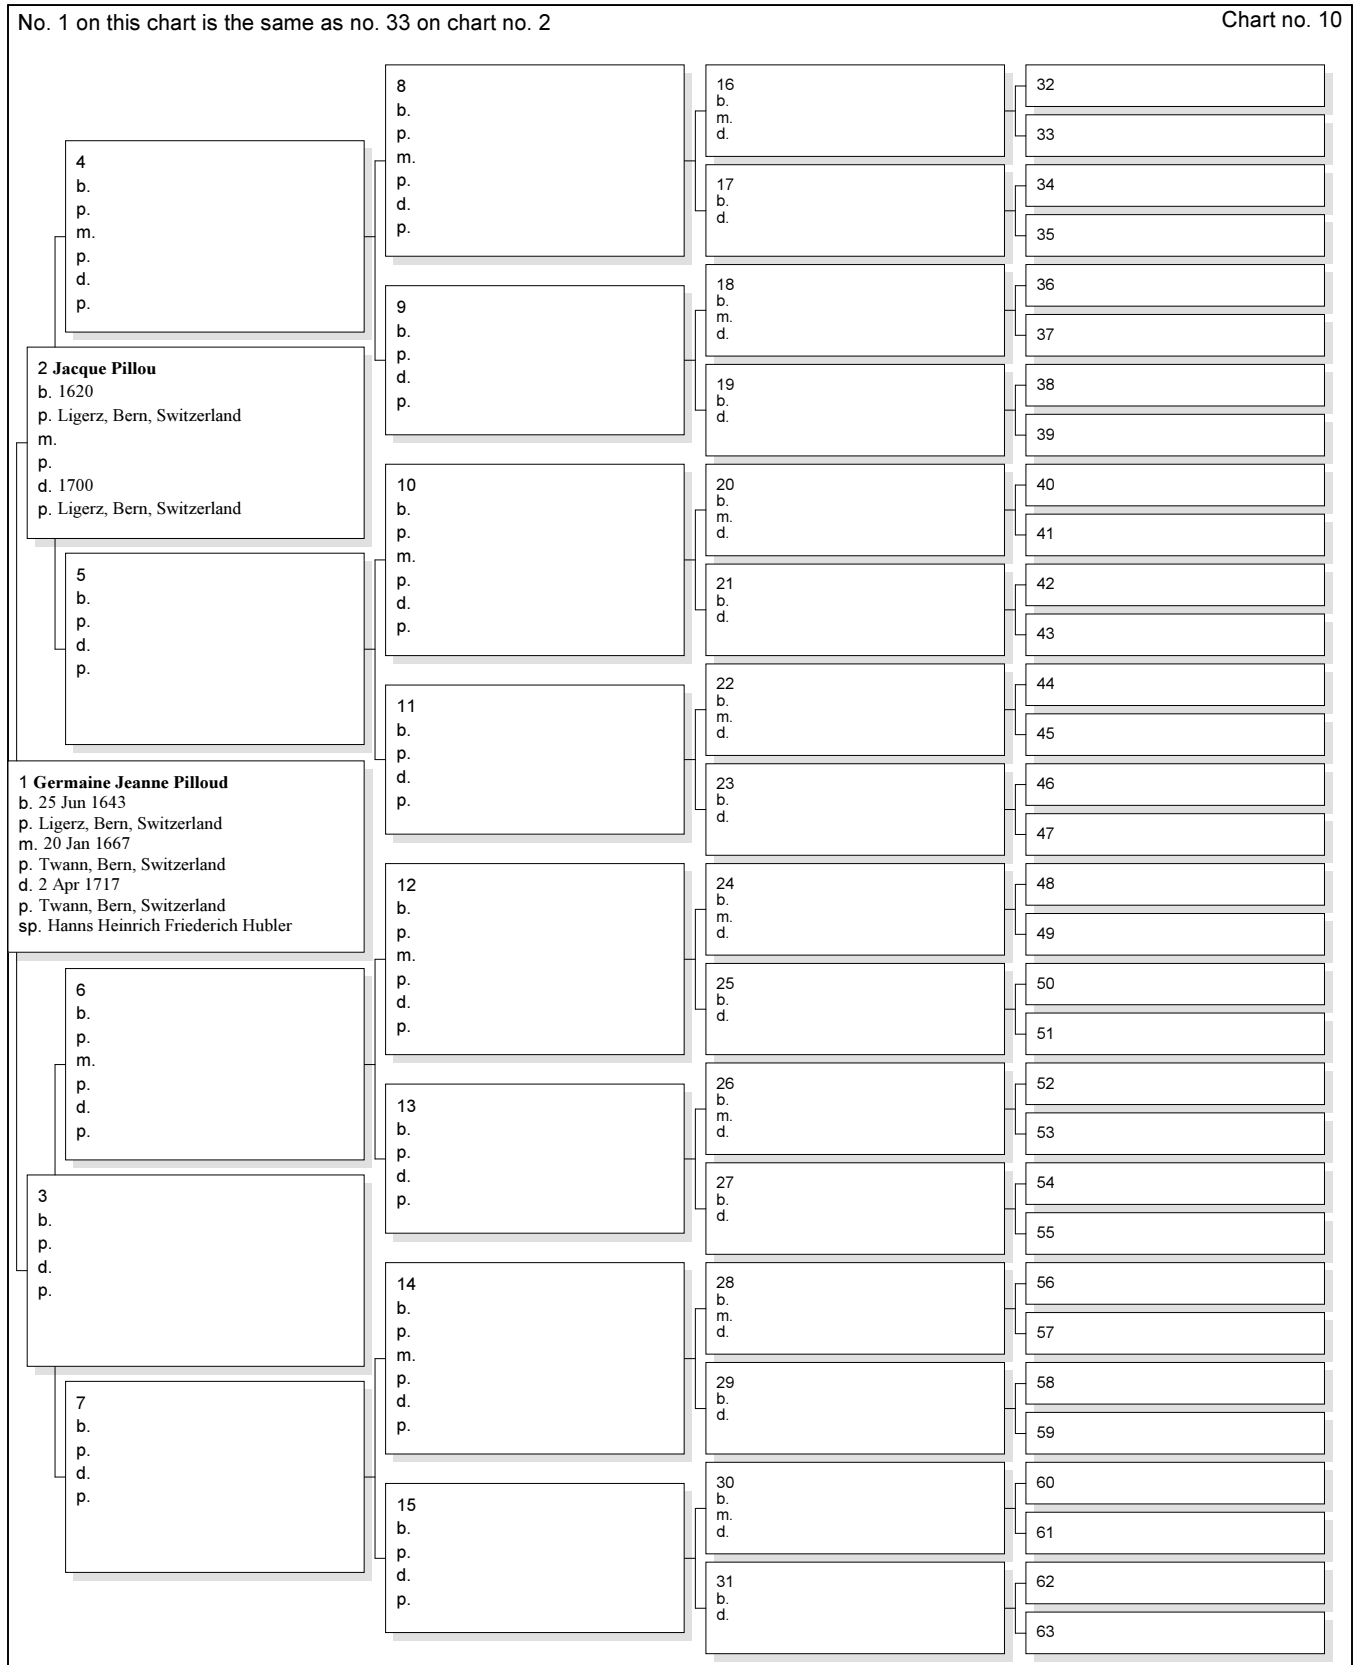 No. 1 on this chart is the same as no. 33 on chart no. 2
Chart no. 10
4
b.
p.
m.
p.
d.
p.
2 Jacque Pillou
b. 1620
p. Ligerz, Bern, Switzerland
m.
p.
d. 1700
p. Ligerz, Bern, Switzerland
5
b.
p.
d.
p.
1 Germaine Jeanne Pilloud
b. 25 Jun 1643
p. Ligerz, Bern, Switzerland
m. 20 Jan 1667
p. Twann, Bern, Switzerland
d. 2 Apr 1717
p. Twann, Bern, Switzerland
sp. Hanns Heinrich Friederich Hubler
6
b.
p.
m.
p.
d.
p.
3
b.
p.
d.
p.
7
b.
p.
d.
p.
8
b.
p.
m.
p.
d.
p.
9
b.
p.
d.
p.
10
b.
p.
m.
p.
d.
p.
11
b.
p.
d.
p.
12
b.
p.
m.
p.
d.
p.
13
b.
p.
d.
p.
14
b.
p.
m.
p.
d.
p.
15
b.
p.
d.
p.
16
b.
m.
d.
17
b.
d.
18
b.
m.
d.
19
b.
d.
20
b.
m.
d.
21
b.
d.
22
b.
m.
d.
23
b.
d.
24
b.
m.
d.
25
b.
d.
26
b.
m.
d.
27
b.
d.
28
b.
m.
d.
29
b.
d.
30
b.
m.
d.
31
b.
d.
32
33
34
35
36
37
38
39
40
41
42
43
44
45
46
47
48
49
50
51
52
53
54
55
56
57
58
59
60
61
62
63